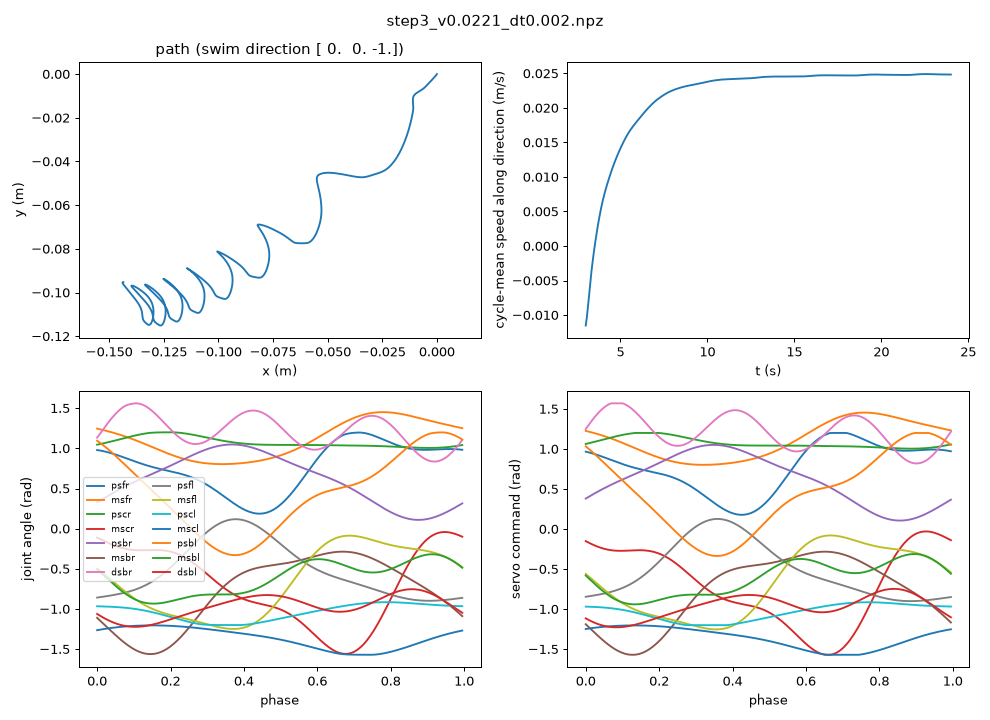 step3_v0.0221_dt0.002.npz
path (swim direction [ 0.  0. -1.])
y (m)
0.00
−0.02
−0.04
−0.06
−0.08
−0.10
−0.12
−0.150 −0.125 −0.100 −0.075 −0.050 −0.025 0.000
x (m)
cycle-mean speed along direction (m/s)
0.025
0.020
0.015
0.010
0.005
0.000
−0.005
−0.010
5 10 15 20 25
t (s)
joint angle (rad)
1.5
1.0
0.5
0.0
−0.5
−1.0
−1.5
psfr psfl
msfr msfl
pscr pscl
mscr mscl
psbr psbl
msbr msbl
dsbr dsbl
0.0 0.2 0.4 0.6 0.8 1.0
phase
servo command (rad)
1.5
1.0
0.5
0.0
−0.5
−1.0
−1.5
0.0 0.2 0.4 0.6 0.8 1.0
phase